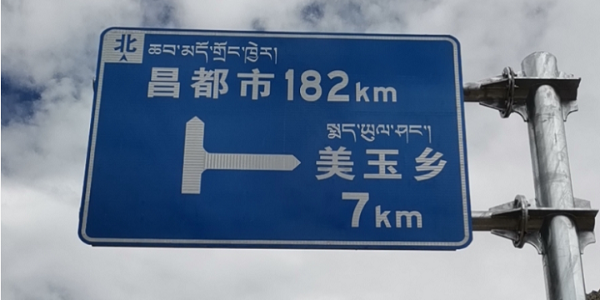 北
ཆབ་མདོ་གྲོང་ཁྱེར།
昌都市 182km
སྨད་ཡུལ་ཤང་།
美玉乡
7km